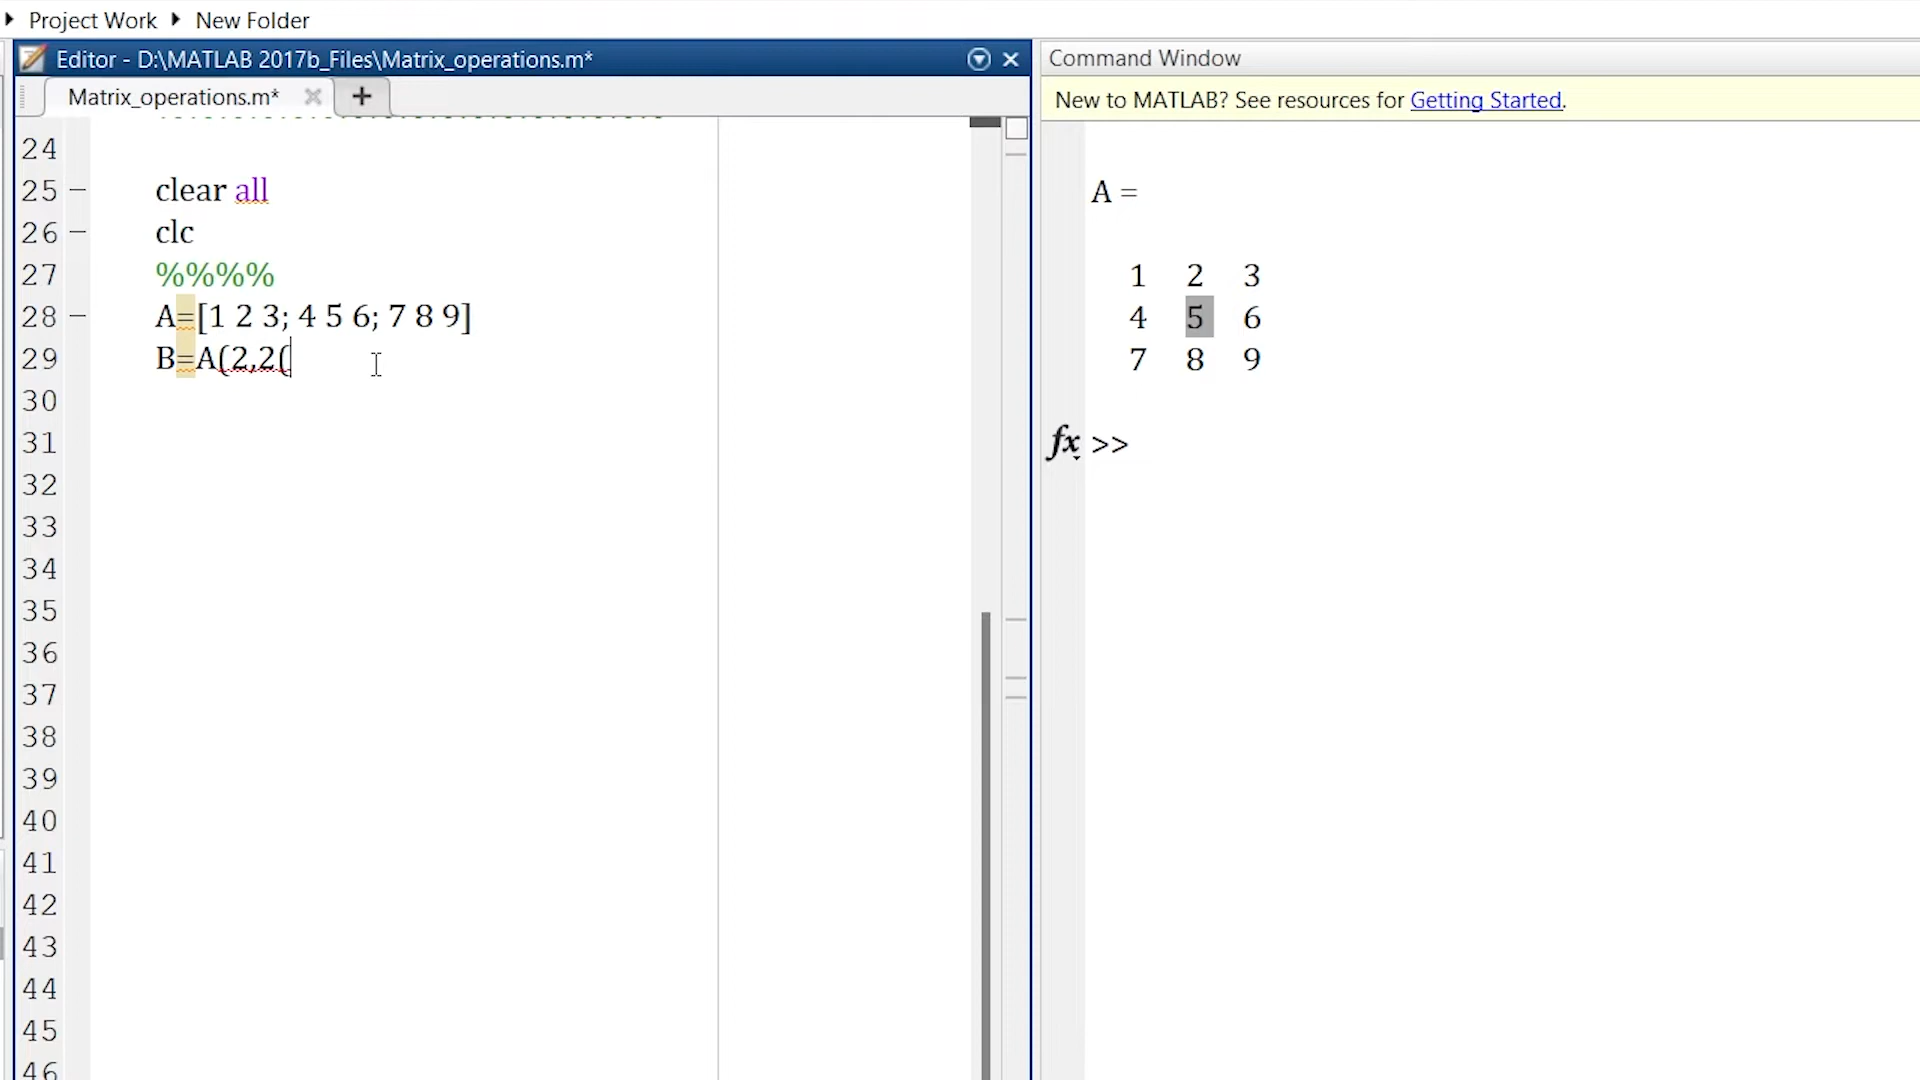 Project Work New Folder
Editor - D:\MATLAB 2017b_Files\Matrix_operations.m*
Matrix_operations.m*
24
25 – clear all
26 – clc
27 %%%%
28 – A=[1 2 3; 4 5 6; 7 8 9]
29 B=A(2,2(
30
31
32
33
34
35
36
37
38
39
40
41
42
43
44
45
46
Command Window
New to MATLAB? See resources for Getting Started.
A =
1 2 3
4 5 6
7 8 9
fx >>